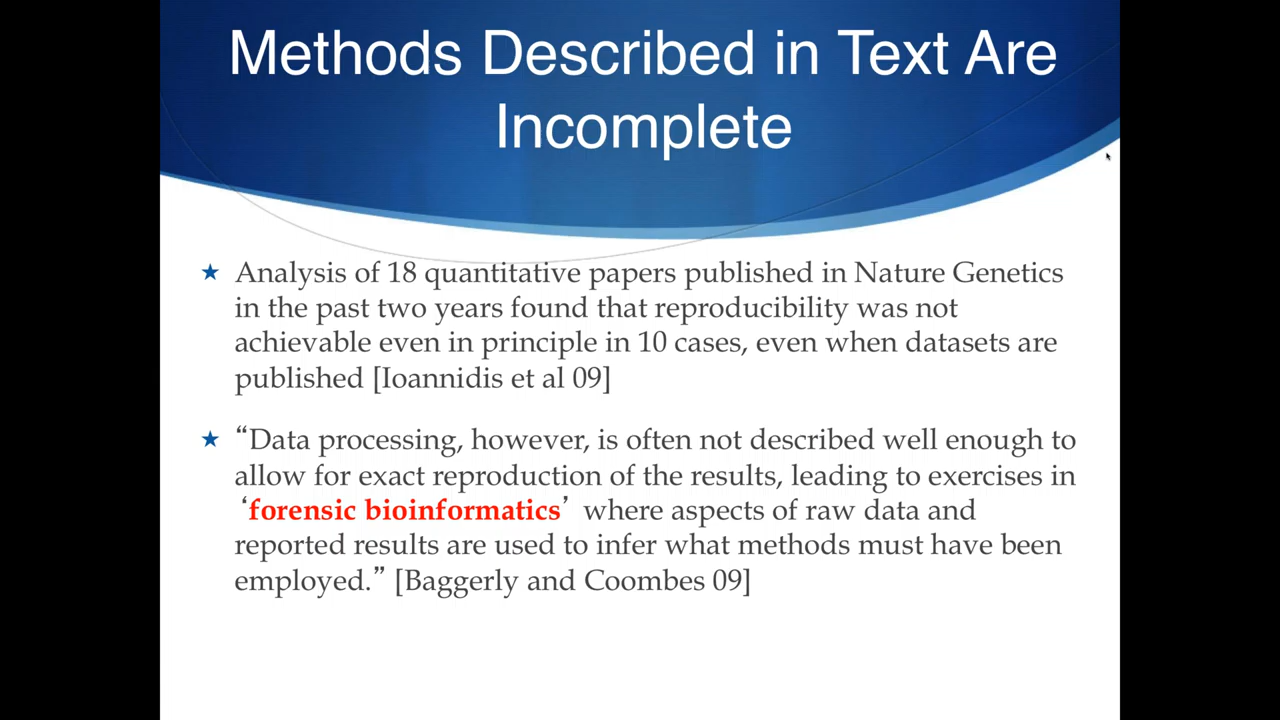 Methods Described in Text Are
Incomplete
★ Analysis of 18 quantitative papers published in Nature Genetics
in the past two years found that reproducibility was not
achievable even in principle in 10 cases, even when datasets are
published [Ioannidis et al 09]
★ “Data processing, however, is often not described well enough to
allow for exact reproduction of the results, leading to exercises in
‘forensic bioinformatics’ where aspects of raw data and
reported results are used to infer what methods must have been
employed.” [Baggerly and Coombes 09]